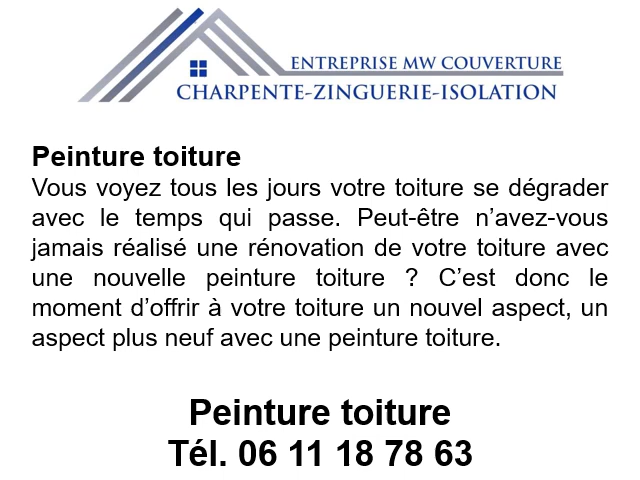 ENTREPRISE MW COUVERTURE
CHARPENTE-ZINGUERIE-ISOLATION
Peinture toiture
Vous voyez tous les jours votre toiture se dégrader
avec le temps qui passe. Peut-être n’avez-vous
jamais réalisé une rénovation de votre toiture avec
une nouvelle peinture toiture ? C’est donc le
moment d’offrir à votre toiture un nouvel aspect, un
aspect plus neuf avec une peinture toiture.
Peinture toiture
Tél. 06 11 18 78 63